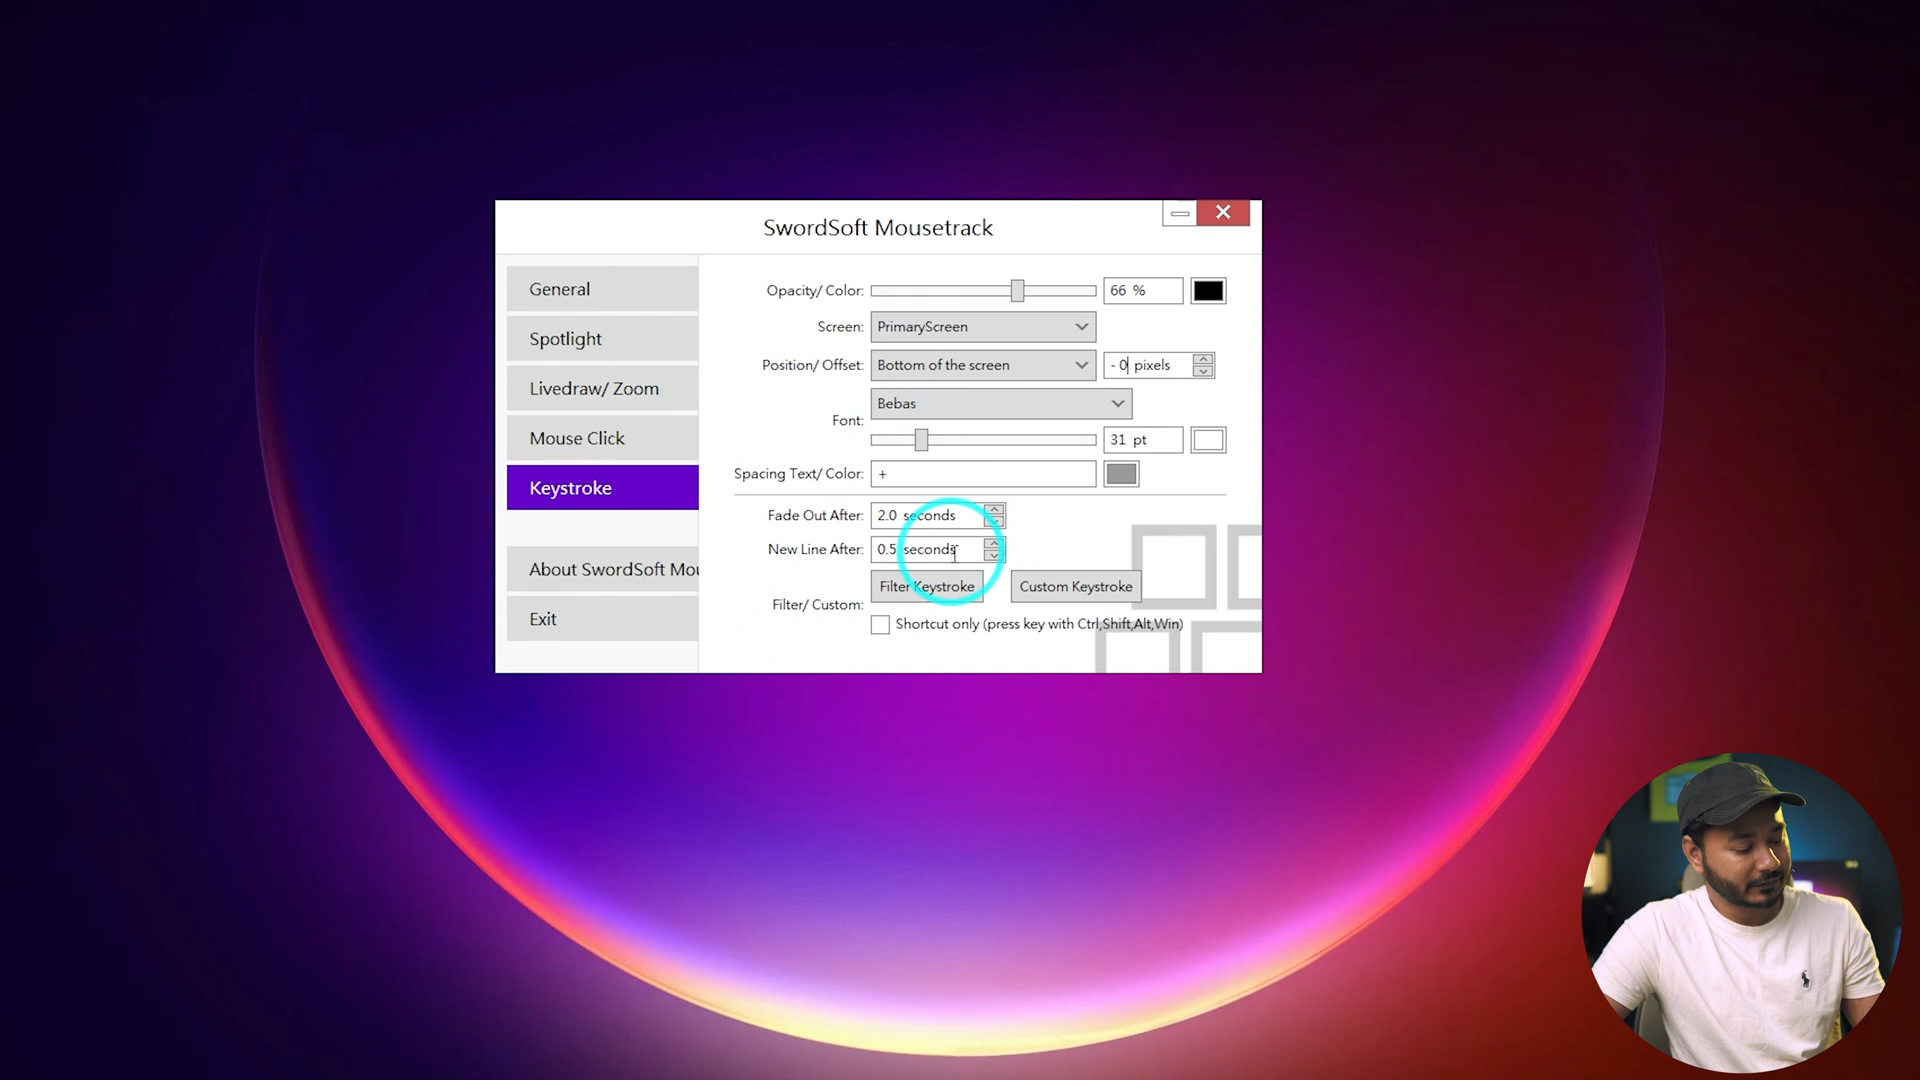 SwordSoft Mousetrack
General
Spotlight
Livedraw/ Zoom
Mouse Click
Keystroke
About SwordSoft Mou
Exit
Opacity/ Color: 66 %
Screen: PrimaryScreen
Position/ Offset: Bottom of the screen - 0 pixels
Font: Bebas
31 pt
Spacing Text/ Color: +
Fade Out After: 2.0 seconds
New Line After: 0.5 seconds
Filter/ Custom: Filter Keystroke Custom Keystroke
Shortcut only (press key with Ctrl,Shift,Alt,Win)